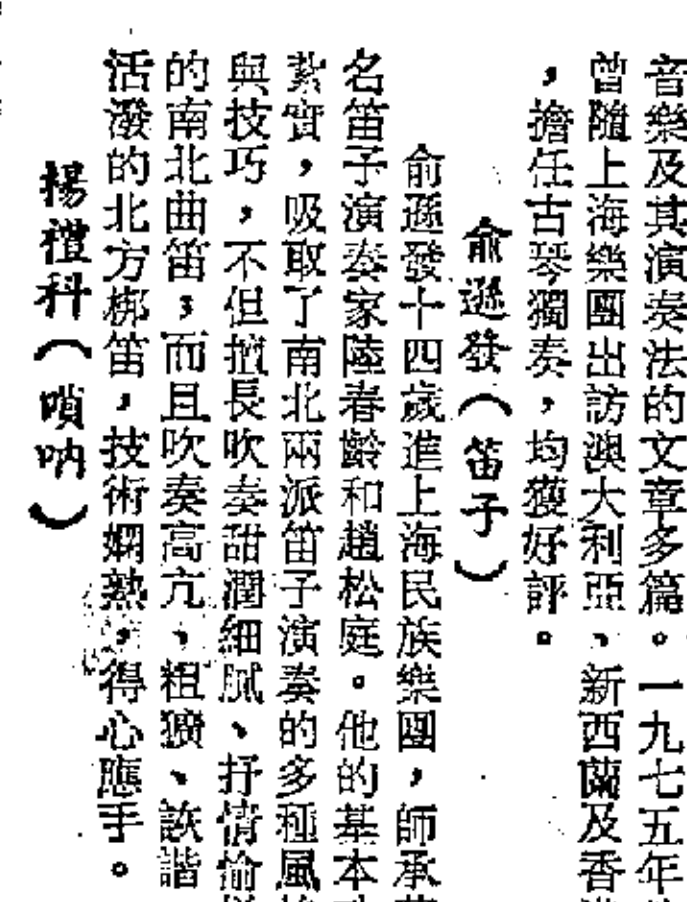 音樂及其演奏法的文章多篇。一九七五年
曾隨上海樂團出訪澳大利亞、新西蘭及香
，擔任古琴獨奏，均獲好評。
俞遜發（笛子）
俞遜發十四歲進上海民族樂團，師承
名笛子演奏家陸春齡和趙松庭。他的基本
紮實，吸取了南北兩派笛子演奏的多種風
與技巧，不但擅長吹奏甜潤細膩、抒情愉
的南北曲笛；而且吹奏高亢、粗獷、詼諧
活潑的北方梆笛，技術嫻熟，得心應手。
楊禮科（嗩吶）